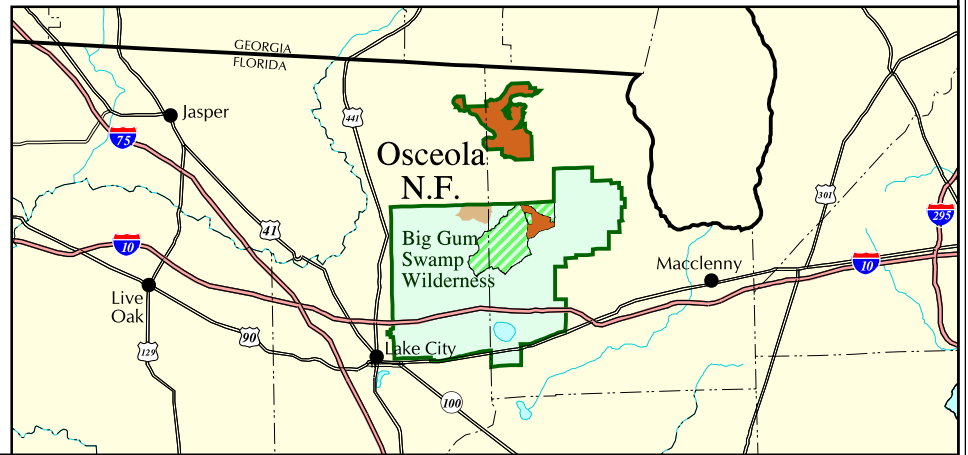 GEORGIA
FLORIDA
Jasper
441
75
Osceola
N.F.
301
295
41
Big Gum
Swamp
Wilderness
10
Macclenny
10
Live
Oak
90
129
Lake City
100